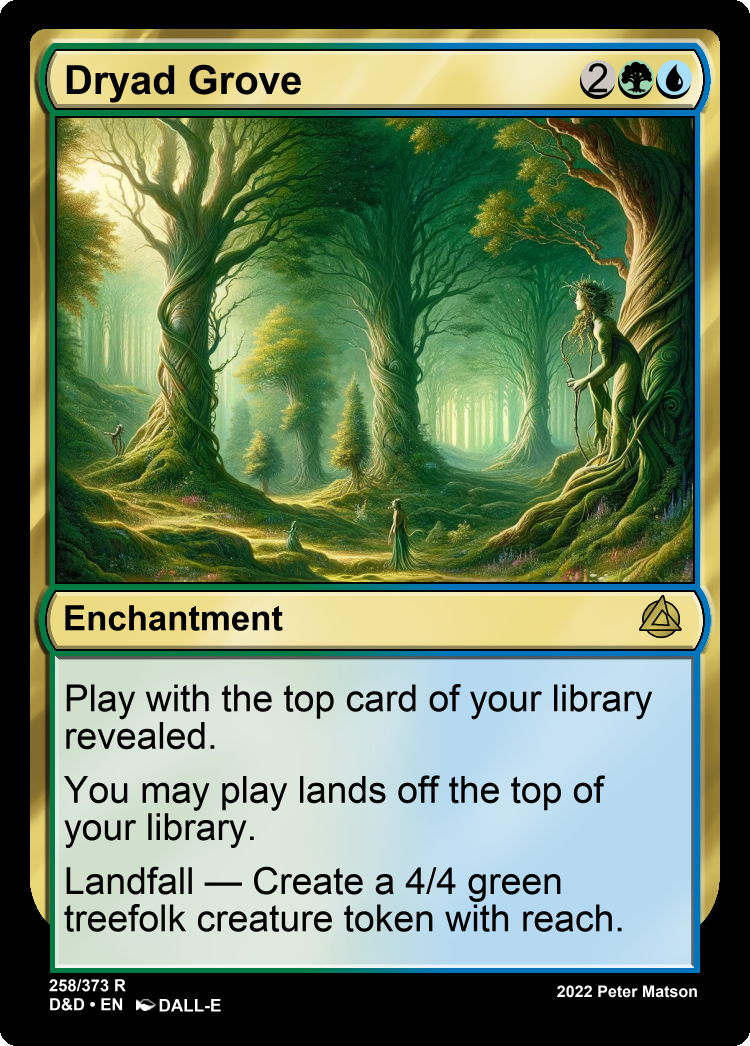 Dryad Grove 2
Enchantment
Play with the top card of your library
revealed.
You may play lands off the top of
your library.
Landfall — Create a 4/4 green
treefolk creature token with reach.
258/373 R
D&D • EN DALL-E
2022 Peter Matson